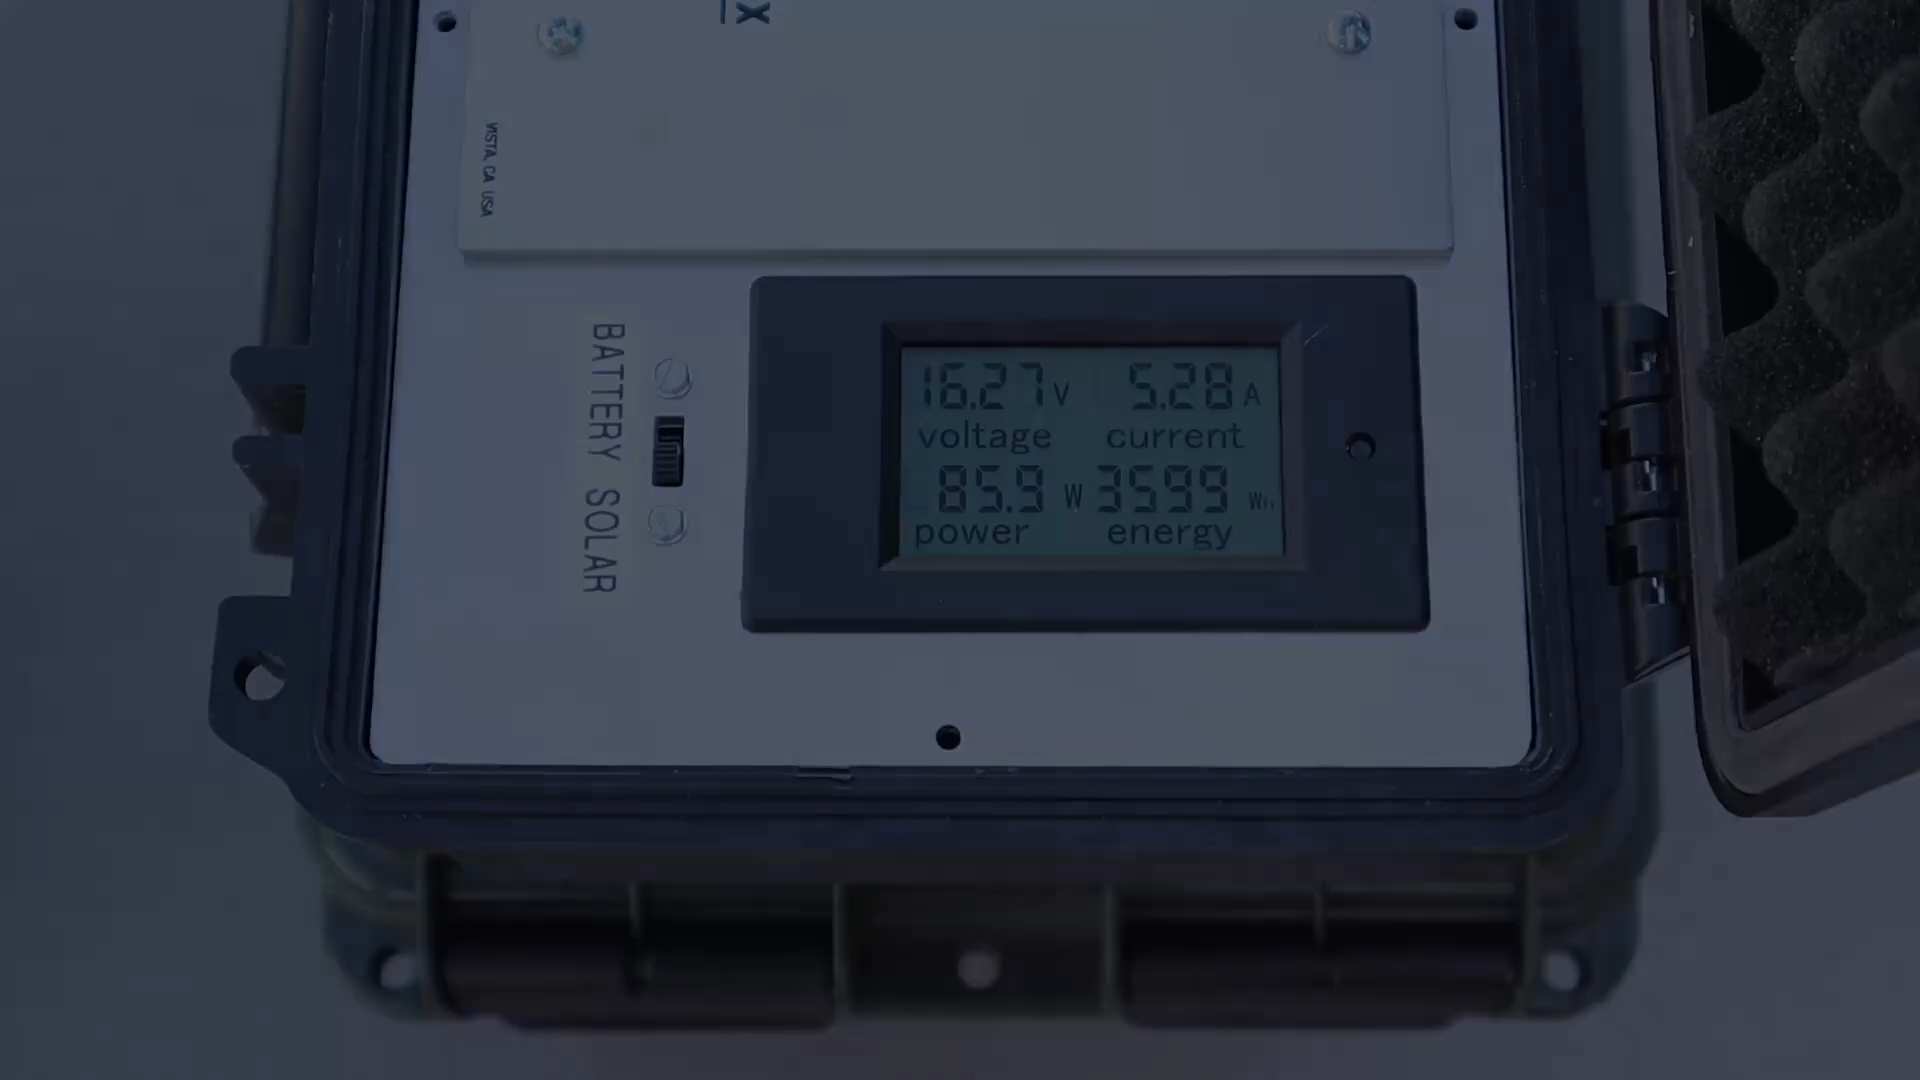 X
VISTA, CA USA
BATTERY SOLAR
16.27 V 5.28 A
voltage current
85.9 W 3599 Wh
power energy